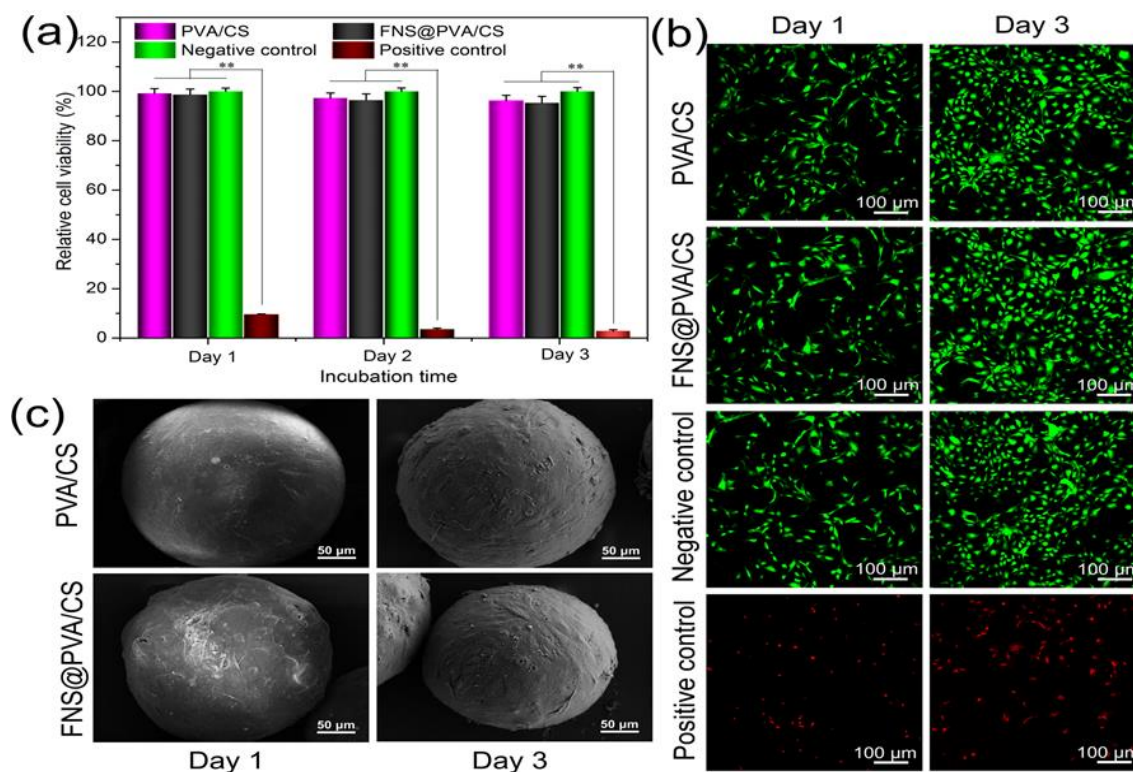 (a)
PVA/CS
FNS@PVA/CS
Negative control
Positive control
**
**
**
120
100
80
60
40
20
0
Relative cell viability (%)
Day 1
Day 2
Day 3
Incubation time
(b)
Day 1
Day 3
PVA/CS
100 µm
100 µm
FNS@PVA/CS
100 µm
100 µm
Negative control
100 µm
100 µm
Positive control
100 µm
100 µm
(c)
PVA/CS
50 µm
50 µm
FNS@PVA/CS
50 µm
50 µm
Day 1
Day 3